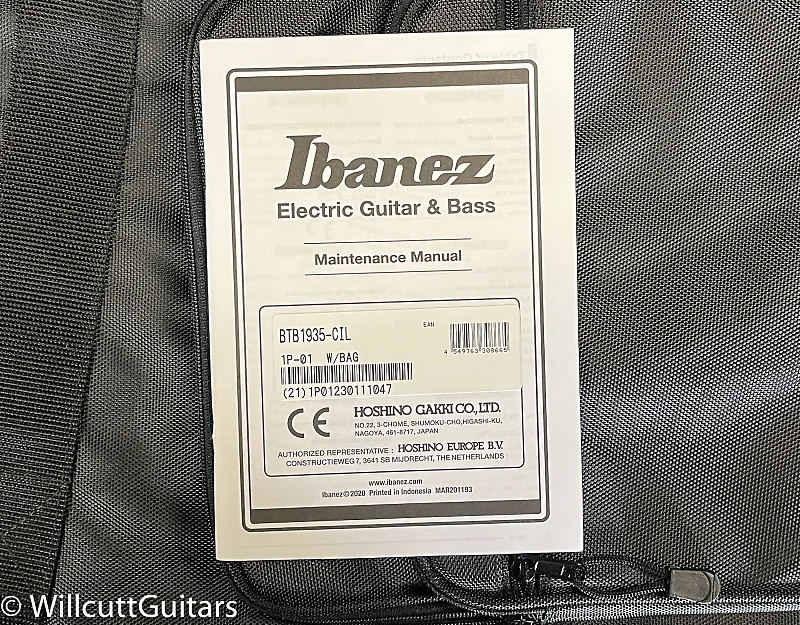 Ibanez
Electric Guitar & Bass
Maintenance Manual
BTB1935-CIL
EAN
1P-01 W/BAG
4 549763 308665
(21)1P01230111047
CE
HOSHINO GAKKI CO., LTD.
NO.22, 3-CHOME, SHUMOKU-CHO, HIGASHI-KU,
NAGOYA, 461-8717, JAPAN
AUTHORIZED REPRESENTATIVE : HOSHINO EUROPE B.V.
CONSTRUCTIEWEG 7, 3641 SB MIJDRECHT, THE NETHERLANDS
www.ibanez.com
Ibanez©2020 Printed in Indonesia MAR201193
© WillcuttGuitars